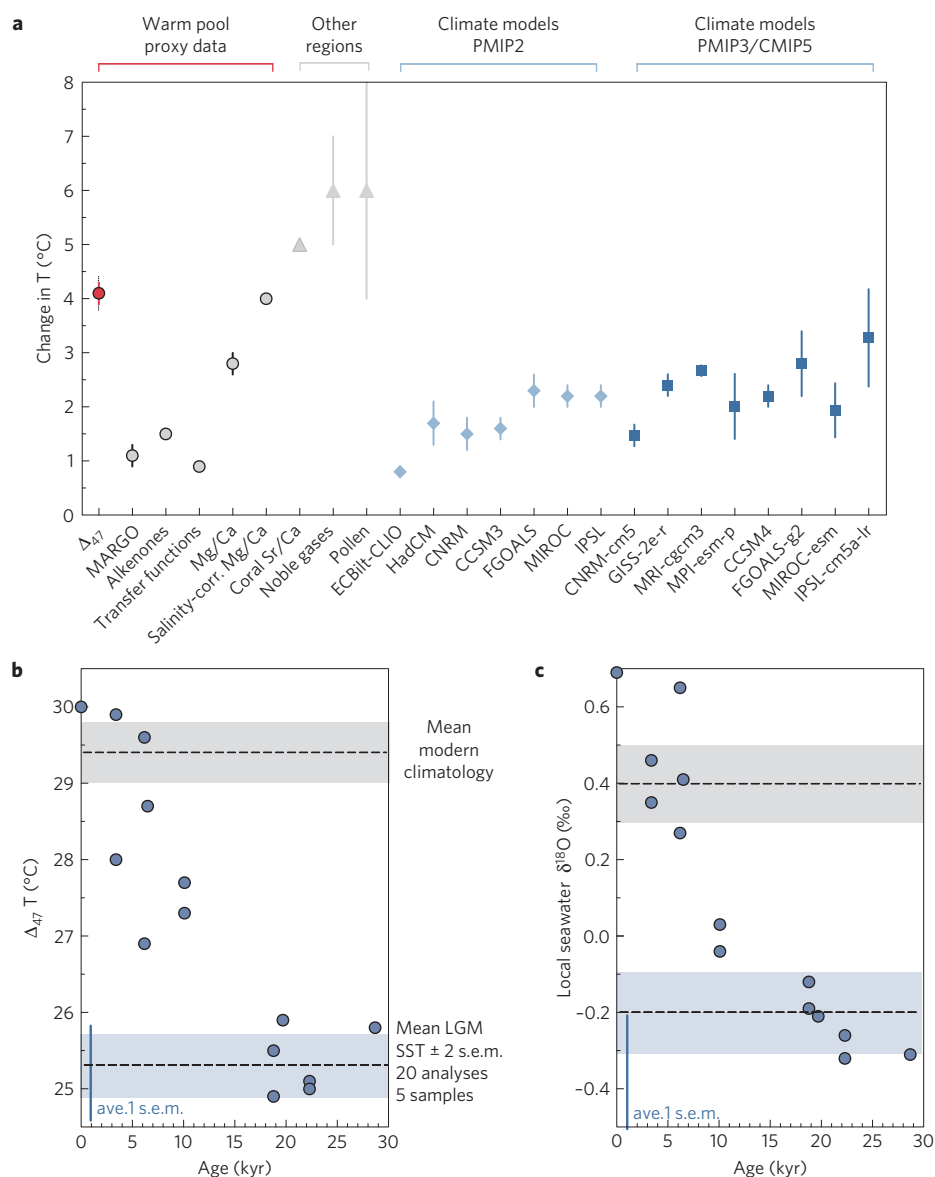 a
Warm pool
proxy data
Other
regions
Climate models
PMIP2
Climate models
PMIP3/CMIP5
Change in T (°C)
8
7
6
5
4
3
2
1
0
Δ47
MARGO
Alkenones
Transfer functions
Mg/Ca
Salinity-corr. Mg/Ca
Coral Sr/Ca
Noble gases
Pollen
ECBilt-CLIO
HadCM
CNRM
CCSM3
FGOALS
MIROC
IPSL
CNRM-cm5
GISS-2e-r
MRI-cgcm3
MPI-esm-p
CCSM4
FGOALS-g2
MIROC-esm
IPSL-cm5a-lr
b
Δ47 T (°C)
30
29
28
27
26
25
Mean
modern
climatology
Mean LGM
SST ± 2 s.e.m.
20 analyses
5 samples
ave.1 s.e.m.
0 5 10 15 20 25 30
Age (kyr)
c
Local seawater δ18O (‰)
0.6
0.4
0.2
0.0
−0.2
−0.4
ave.1 s.e.m.
0 5 10 15 20 25 30
Age (kyr)